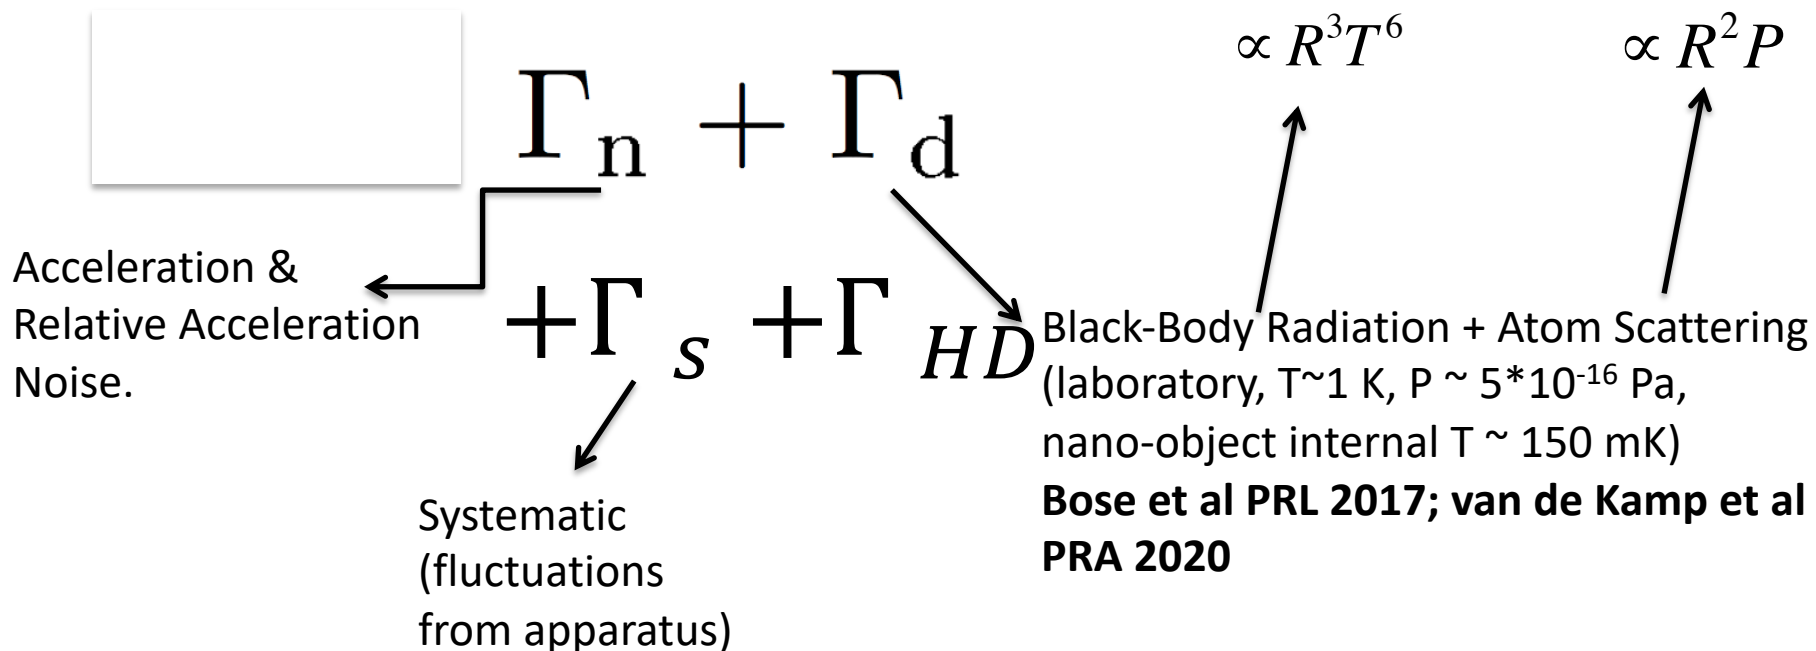 ∝ R³T⁶
∝ R²P
Γn + Γd
+Γ s +Γ HD
Acceleration &
Relative Acceleration
Noise.
Black-Body Radiation + Atom Scattering
(laboratory, T~1 K, P ~ 5*10⁻¹⁶ Pa,
nano-object internal T ~ 150 mK)
Bose et al PRL 2017; van de Kamp et al
PRA 2020
Systematic
(fluctuations
from apparatus)